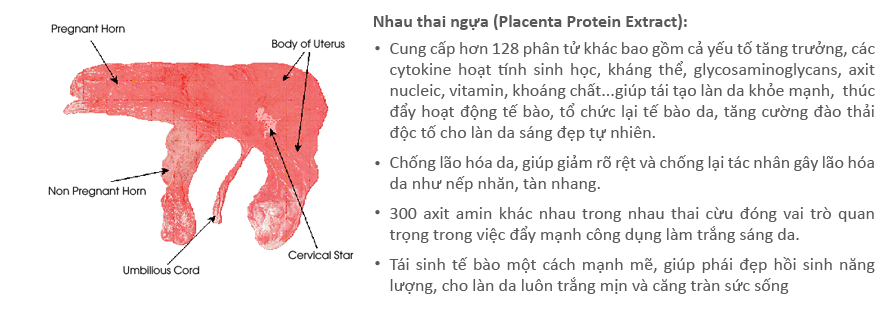 Pregnant Horn
Body of Uterus
Non Pregnant Horn
Umbilious Cord
Cervical Star
Nhau thai ngựa (Placenta Protein Extract):
• Cung cấp hơn 128 phân tử khác bao gồm cả yếu tố tăng trưởng, các
cytokine hoạt tính sinh học, kháng thể, glycosaminoglycans, axit
nucleic, vitamin, khoáng chất...giúp tái tạo làn da khỏe mạnh, thúc
đẩy hoạt động tế bào, tổ chức lại tế bào da, tăng cường đào thải
độc tố cho làn da sáng đẹp tự nhiên.
• Chống lão hóa da, giúp giảm rõ rệt và chống lại tác nhân gây lão hóa
da như nếp nhăn, tàn nhang.
• 300 axit amin khác nhau trong nhau thai cừu đóng vai trò quan
trọng trong việc đẩy mạnh công dụng làm trắng sáng da.
• Tái sinh tế bào một cách mạnh mẽ, giúp phái đẹp hồi sinh năng
lượng, cho làn da luôn trắng mịn và căng tràn sức sống